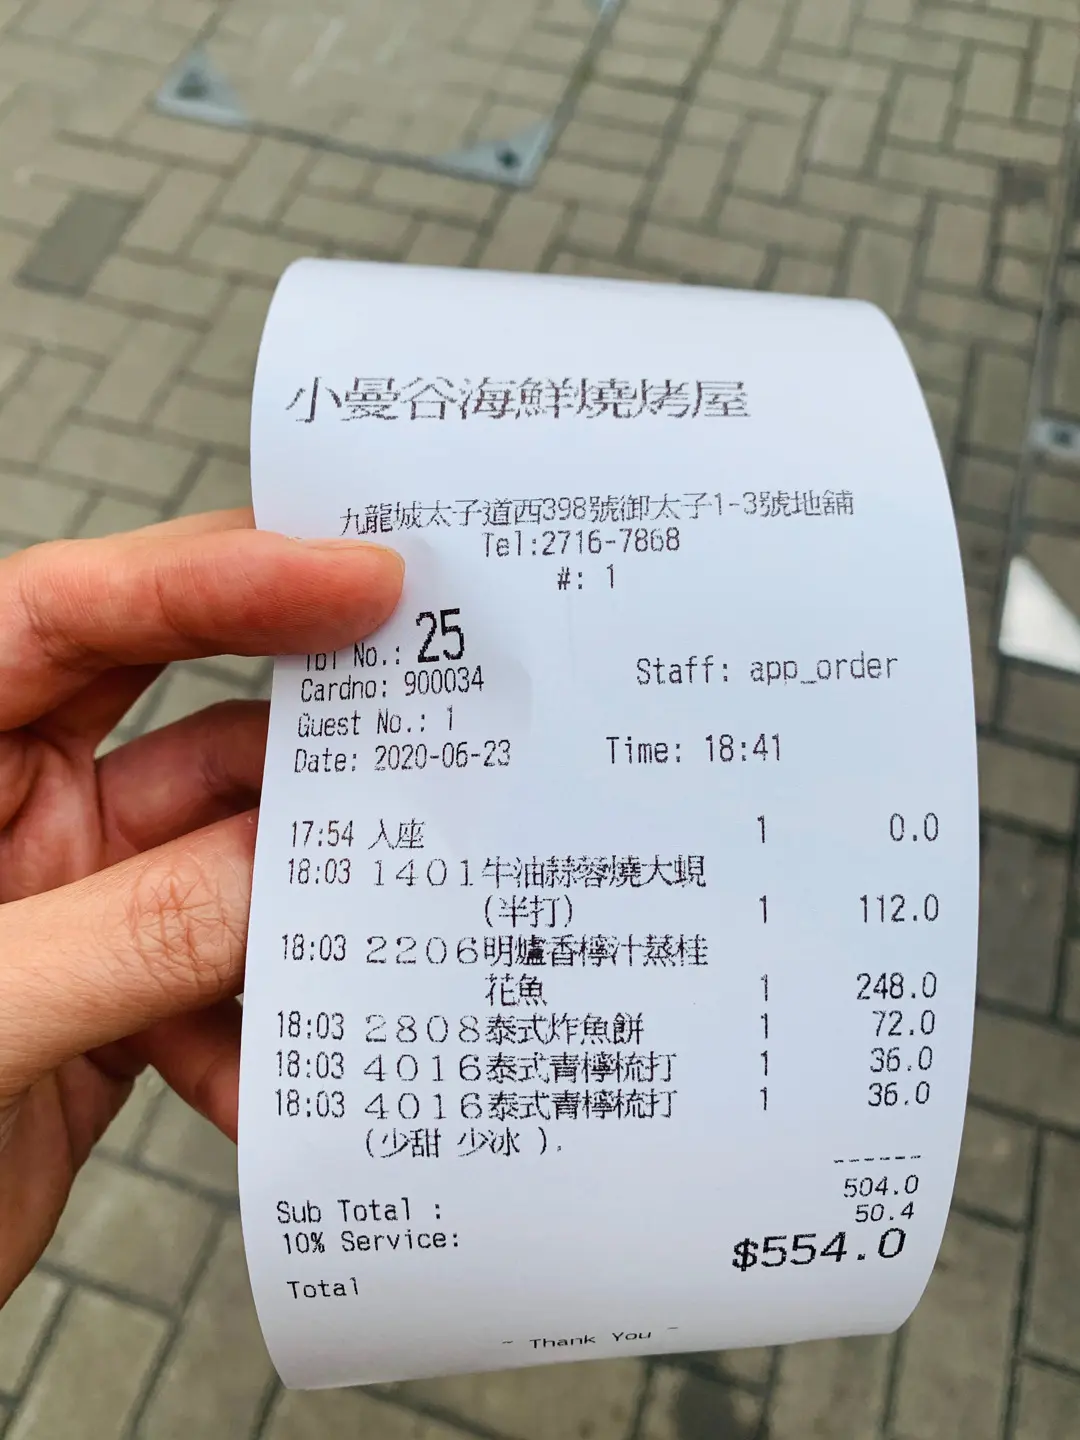 小曼谷海鮮燒烤屋
九龍城太子道西398號御太子1-3號地舖
Tel:2716-7868
#: 1
Tbl No.: 25
Cardno: 900034 Staff: app_order
Guest No.: 1
Date: 2020-06-23 Time: 18:41
17:54 入座 1 0.0
18:03 1401牛油蒜蓉燒大蜆
(半打) 1 112.0
18:03 2206明爐香檸汁蒸桂
花魚 1 248.0
18:03 2808泰式炸魚餅 1 72.0
18:03 4016泰式青檸梳打 1 36.0
18:03 4016泰式青檸梳打 1 36.0
(少甜 少冰 ).
------
Sub Total : 504.0
10% Service: 50.4
Total $554.0
~ Thank You ~